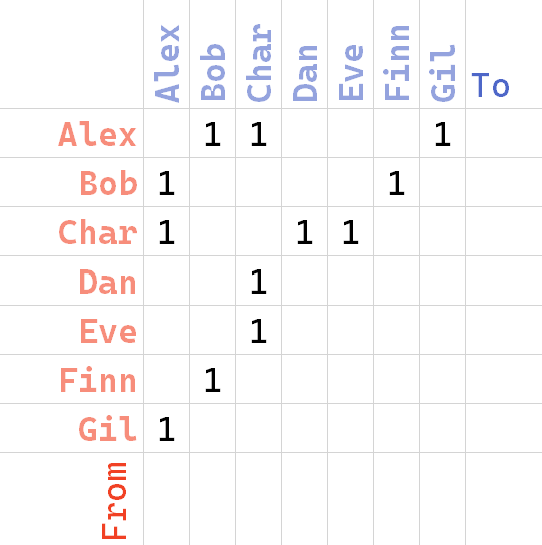 Alex Bob Char Dan Eve Finn Gil To
Alex 1 1 1
Bob 1 1
Char 1 1 1
Dan 1
Eve 1
Finn 1
Gil 1
From